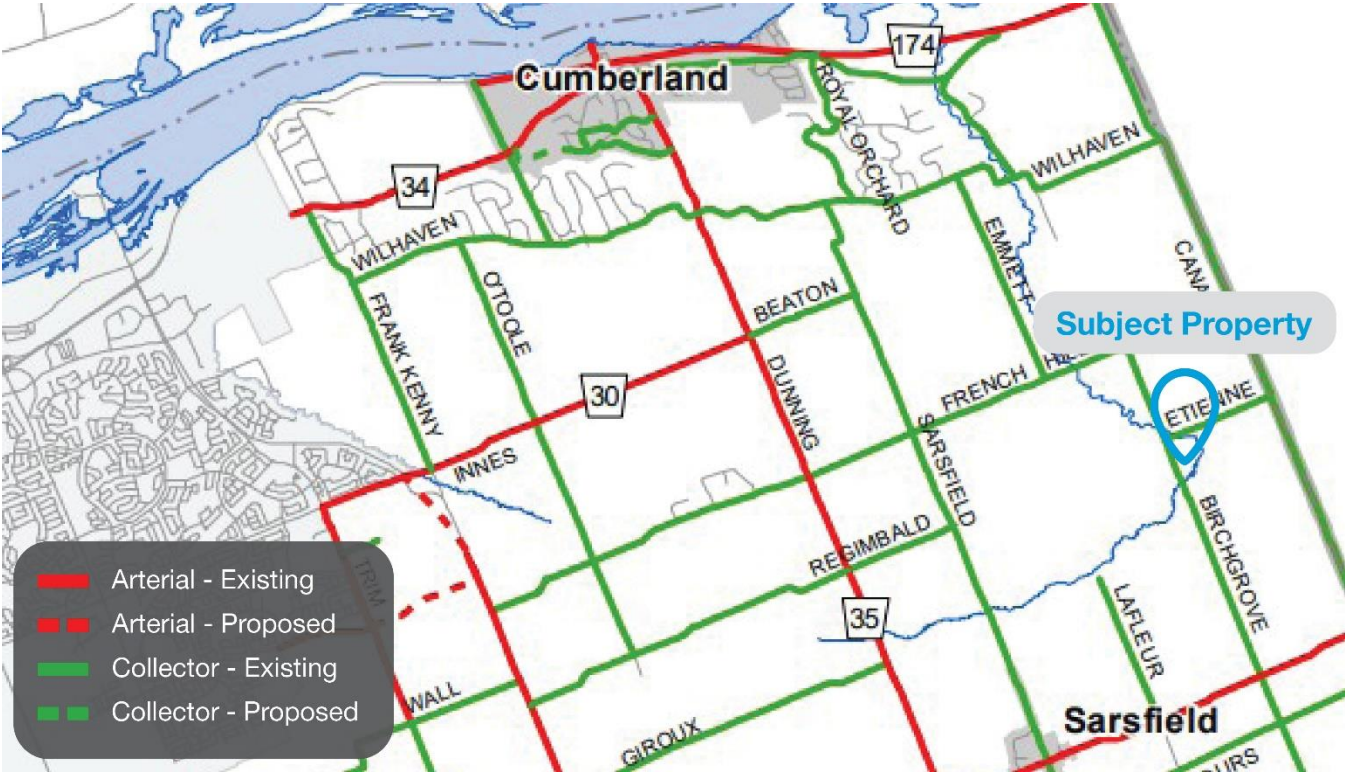 174
Cumberland
ROYAL ORCHARD
34
WILHAVEN
WILHAVEN
EMMETT
OTOOLE
FRANK KENNY
BEATON
Subject Property
30
DUNNING
FRENCH
ETIENNE
SARSFIELD
INNES
BIRCHGROVE
REGIMBALD
TRIM
35
LAFLEUR
WALL
GIROUX
Sarsfield
Arterial - Existing
Arterial - Proposed
Collector - Existing
Collector - Proposed